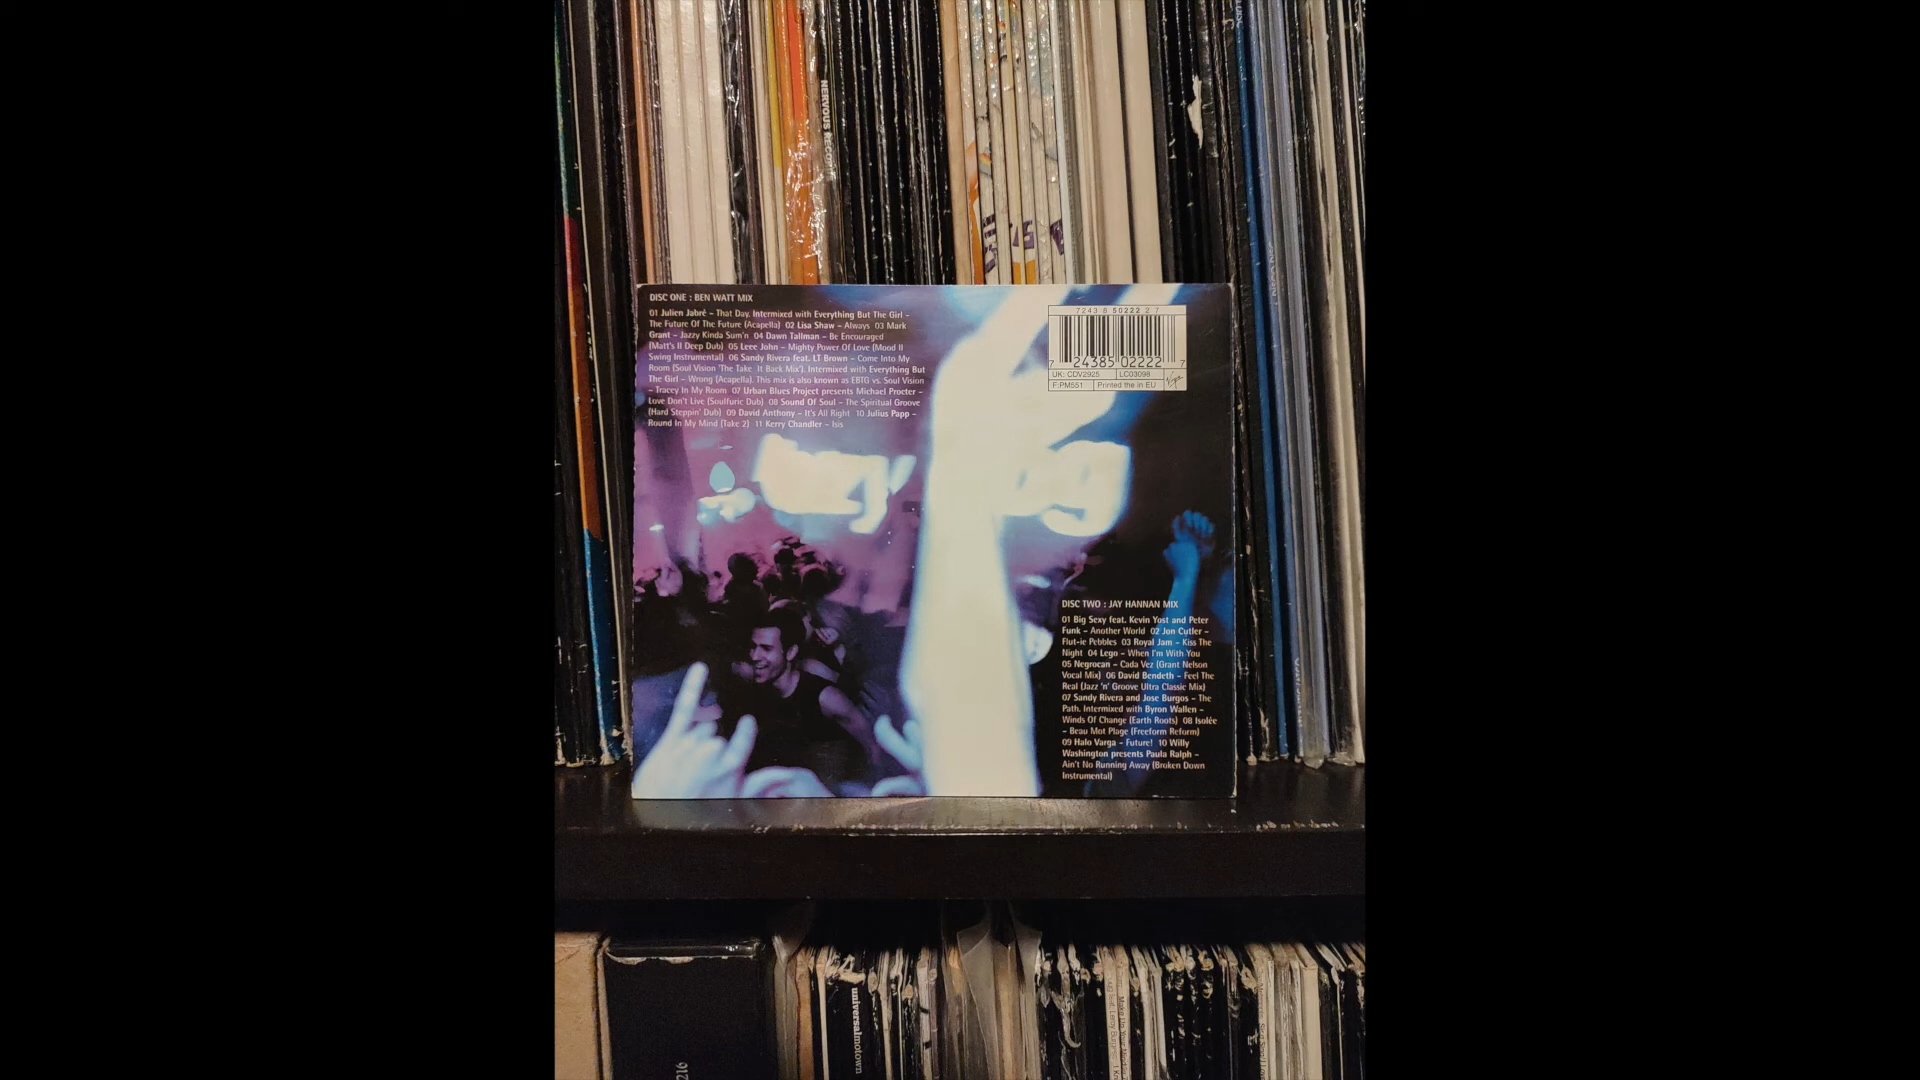 NERVOUS RECORDS
DISC ONE : BEN WATT MIX
01 Julien Jabré – That Day. Intermixed with Everything But The Girl –
The Future Of The Future (Acapella) 02 Lisa Shaw – Always 03 Mark
Grant – Jazzy Kinda Sum'n 04 Dawn Tallman – Be Encouraged
(Matt's II Deep Dub) 05 Leee John – Mighty Power Of Love (Mood II
Swing Instrumental) 06 Sandy Rivera feat. LT Brown – Come Into My
Room (Soul Vision 'The Take It Back Mix'). Intermixed with Everything But
The Girl – Wrong (Acapella). This mix is also known as EBTG vs. Soul Vision
– Tracey In My Room 07 Urban Blues Project presents Michael Procter –
Love Don't Live (Soulfuric Dub) 08 Sound Of Soul – The Spiritual Groove
(Hard Steppin' Dub) 09 David Anthony – It's All Right 10 Julius Papp –
Round In My Mind (Take 2) 11 Kerry Chandler – Isis
7243 8 50222 2 7
7 24385 02222 7
UK: CDV2925
LC03098
F:PM551
Printed the in EU
Virgin
DISC TWO : JAY HANNAN MIX
01 Big Sexy feat. Kevin Yost and Peter
Funk – Another World 02 Jon Cutler –
Flut-ie Pebbles 03 Royal Jam – Kiss The
Night 04 Lego – When I'm With You
05 Negrocan – Cada Vez (Grant Nelson
Vocal Mix) 06 David Bendeth – Feel The
Real (Jazz 'n' Groove Ultra Classic Mix)
07 Sandy Rivera and Jose Burgos – The
Path. Intermixed with Byron Wallen –
Winds Of Change (Earth Roots) 08 Isolée
– Beau Mot Plage (Freeform Reform)
09 Halo Varga – Future! 10 Willy
Washington presents Paula Ralph –
Ain't No Running Away (Broken Down
Instrumental)
universalmotown